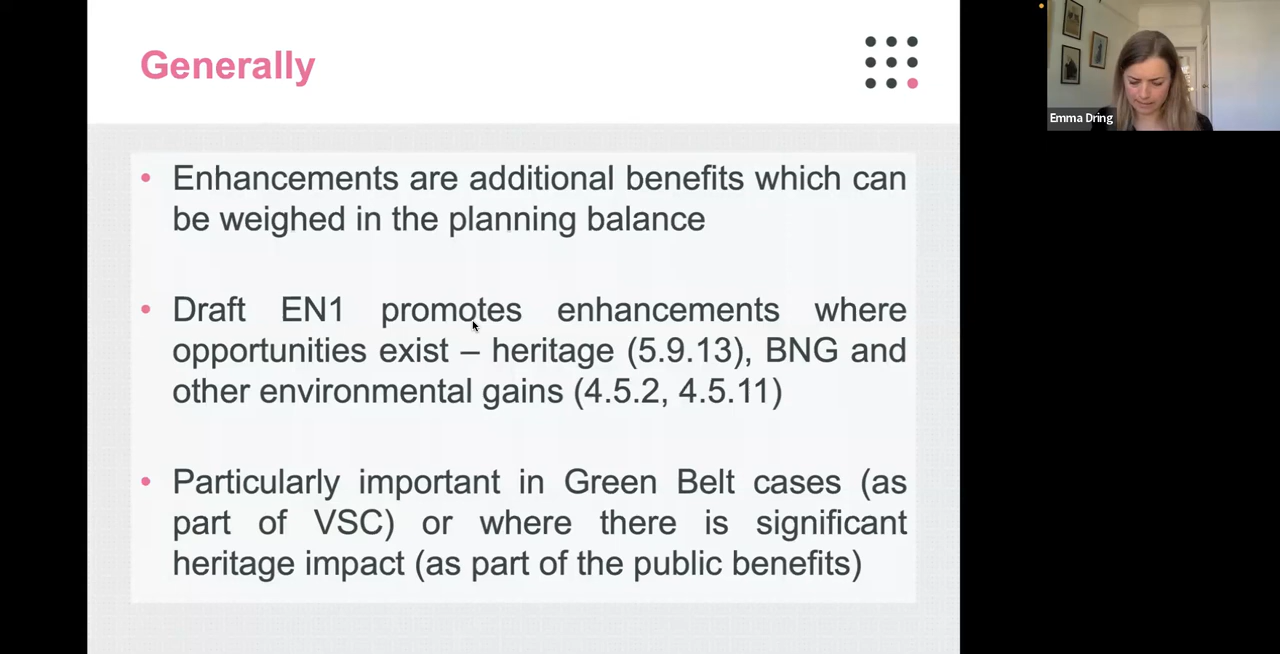 Generally
Emma Dring
• Enhancements are additional benefits which can
be weighed in the planning balance
• Draft EN1 promotes enhancements where
opportunities exist – heritage (5.9.13), BNG and
other environmental gains (4.5.2, 4.5.11)
• Particularly important in Green Belt cases (as
part of VSC) or where there is significant
heritage impact (as part of the public benefits)